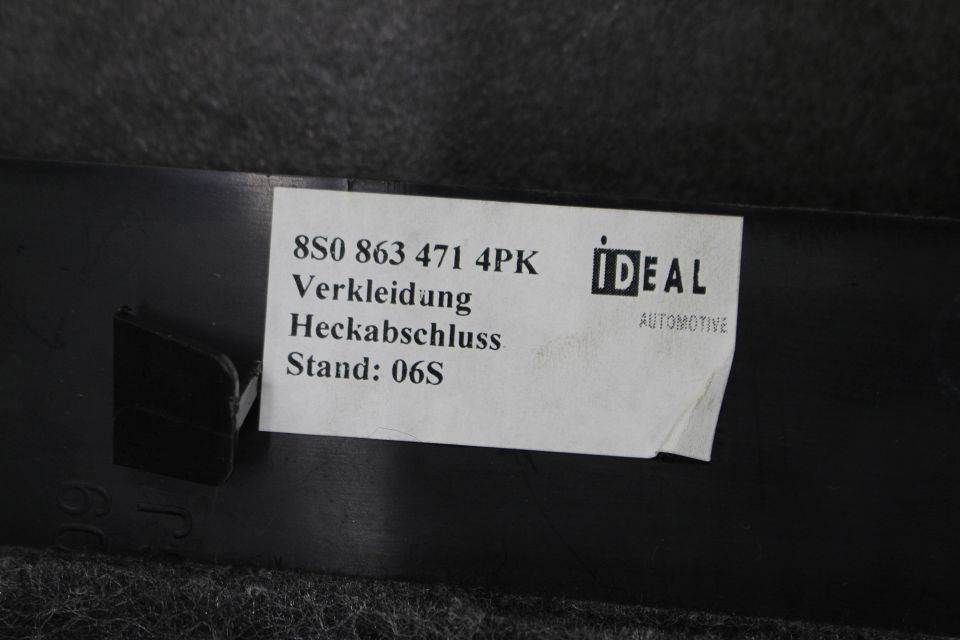 8S0 863 471 4PK
Verkleidung
Heckabschluss
Stand: 06S
iDEAL
AUTOMOTIVE